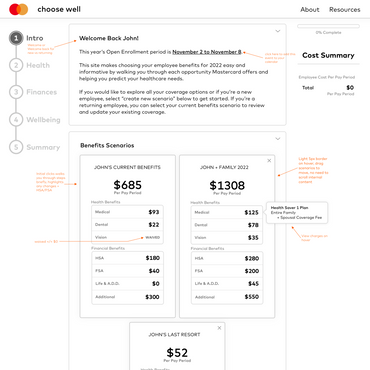 choose well
About
Resources
1
Intro
2
Health
3
Finances
4
Wellbeing
5
Summary
Welcome Back John!
This year's Open Enrollment period is November 2 to November 8.
This site makes choosing your employee benefits for 2022 easy and
informative by walking you through each opportunity Mastercard offers and
helping you predict your healthcare needs.
If you would like to explore all your coverage options or if you're a new
employee, select "create new scenario" below to get started. If you're a
returning employee, you can select your current benefits scenario to review
and update your existing coverage.
0% Complete
Cost Summary
Employee Cost Per Pay Period
Total $0
Per Pay Period
Benefits Scenarios
JOHN'S CURRENT BENEFITS
$685
Per Pay Period
Health Benefits
Medical $93
Dental $22
Vision WAIVED
Financial Benefits
HSA $180
FSA $40
Life & A.D.D. $0
Additional $300
JOHN + FAMILY 2022
$1308
Per Pay Period
Health Benefits
Medical $125
Dental $78
Vision $35
Financial Benefits
HSA $280
FSA $200
Life & A.D.D. $45
Additional $550
Health Saver 1 Plan
Entire Family
+ Spousal Coverage Fee
JOHN'S LAST RESORT
$52
Per Pay Period
Health Benefits